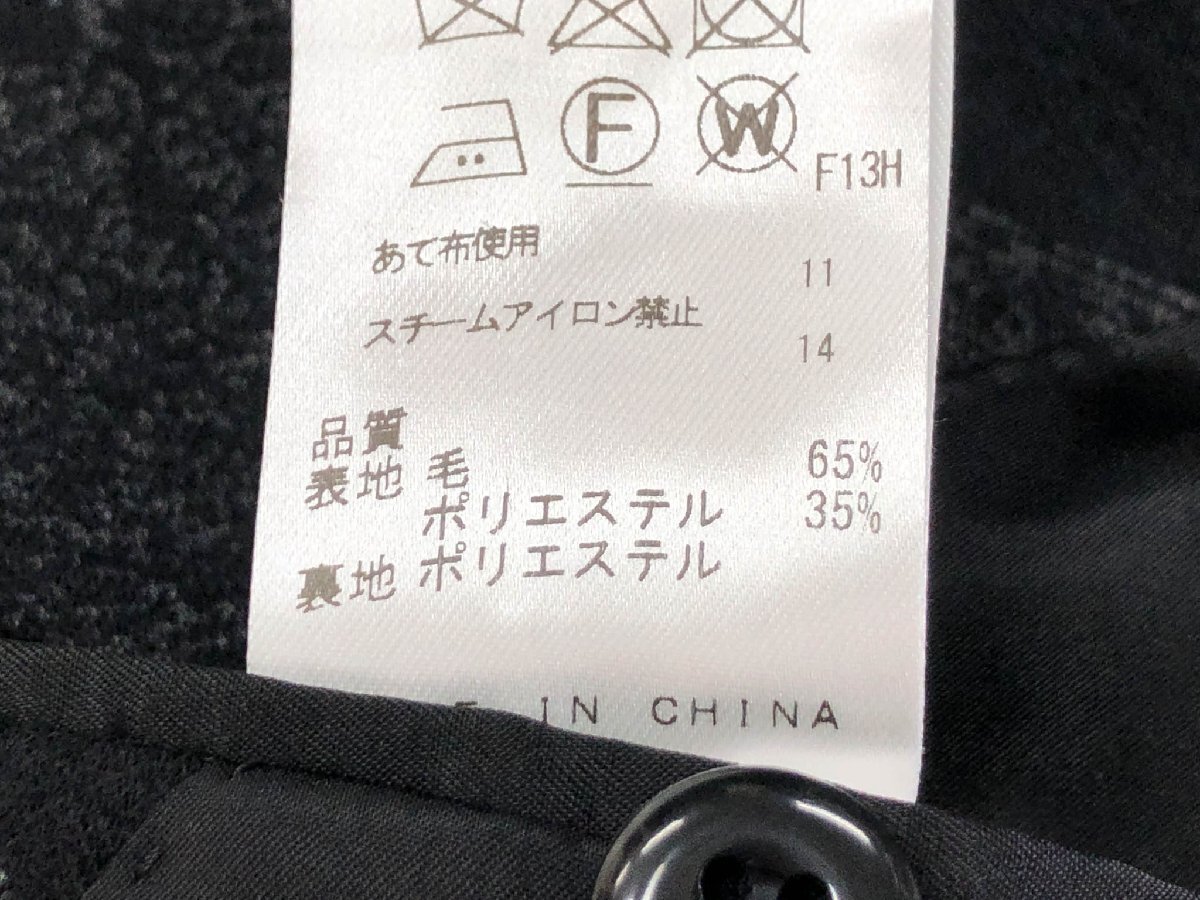 F W F13H
あて布使用 11
スチームアイロン禁止 14
品質
表地 毛 65%
ポリエステル 35%
裏地 ポリエステル
IN CHINA